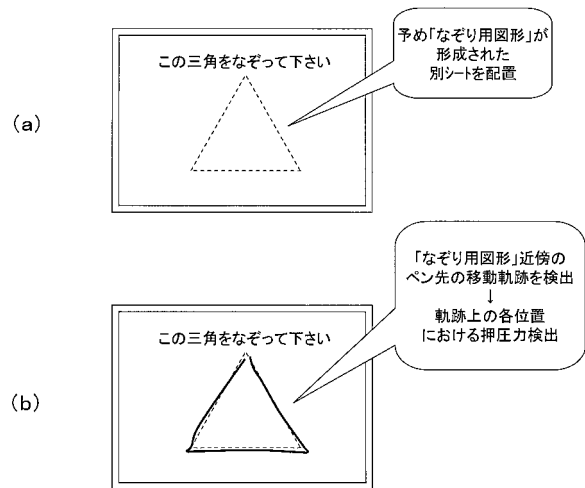 (a)
この三角をなぞって下さい
予め「なぞり用図形」が
形成された
別シートを配置
(b)
この三角をなぞって下さい
「なぞり用図形」近傍の
ペン先の移動軌跡を検出
↓
軌跡上の各位置
における押圧力検出